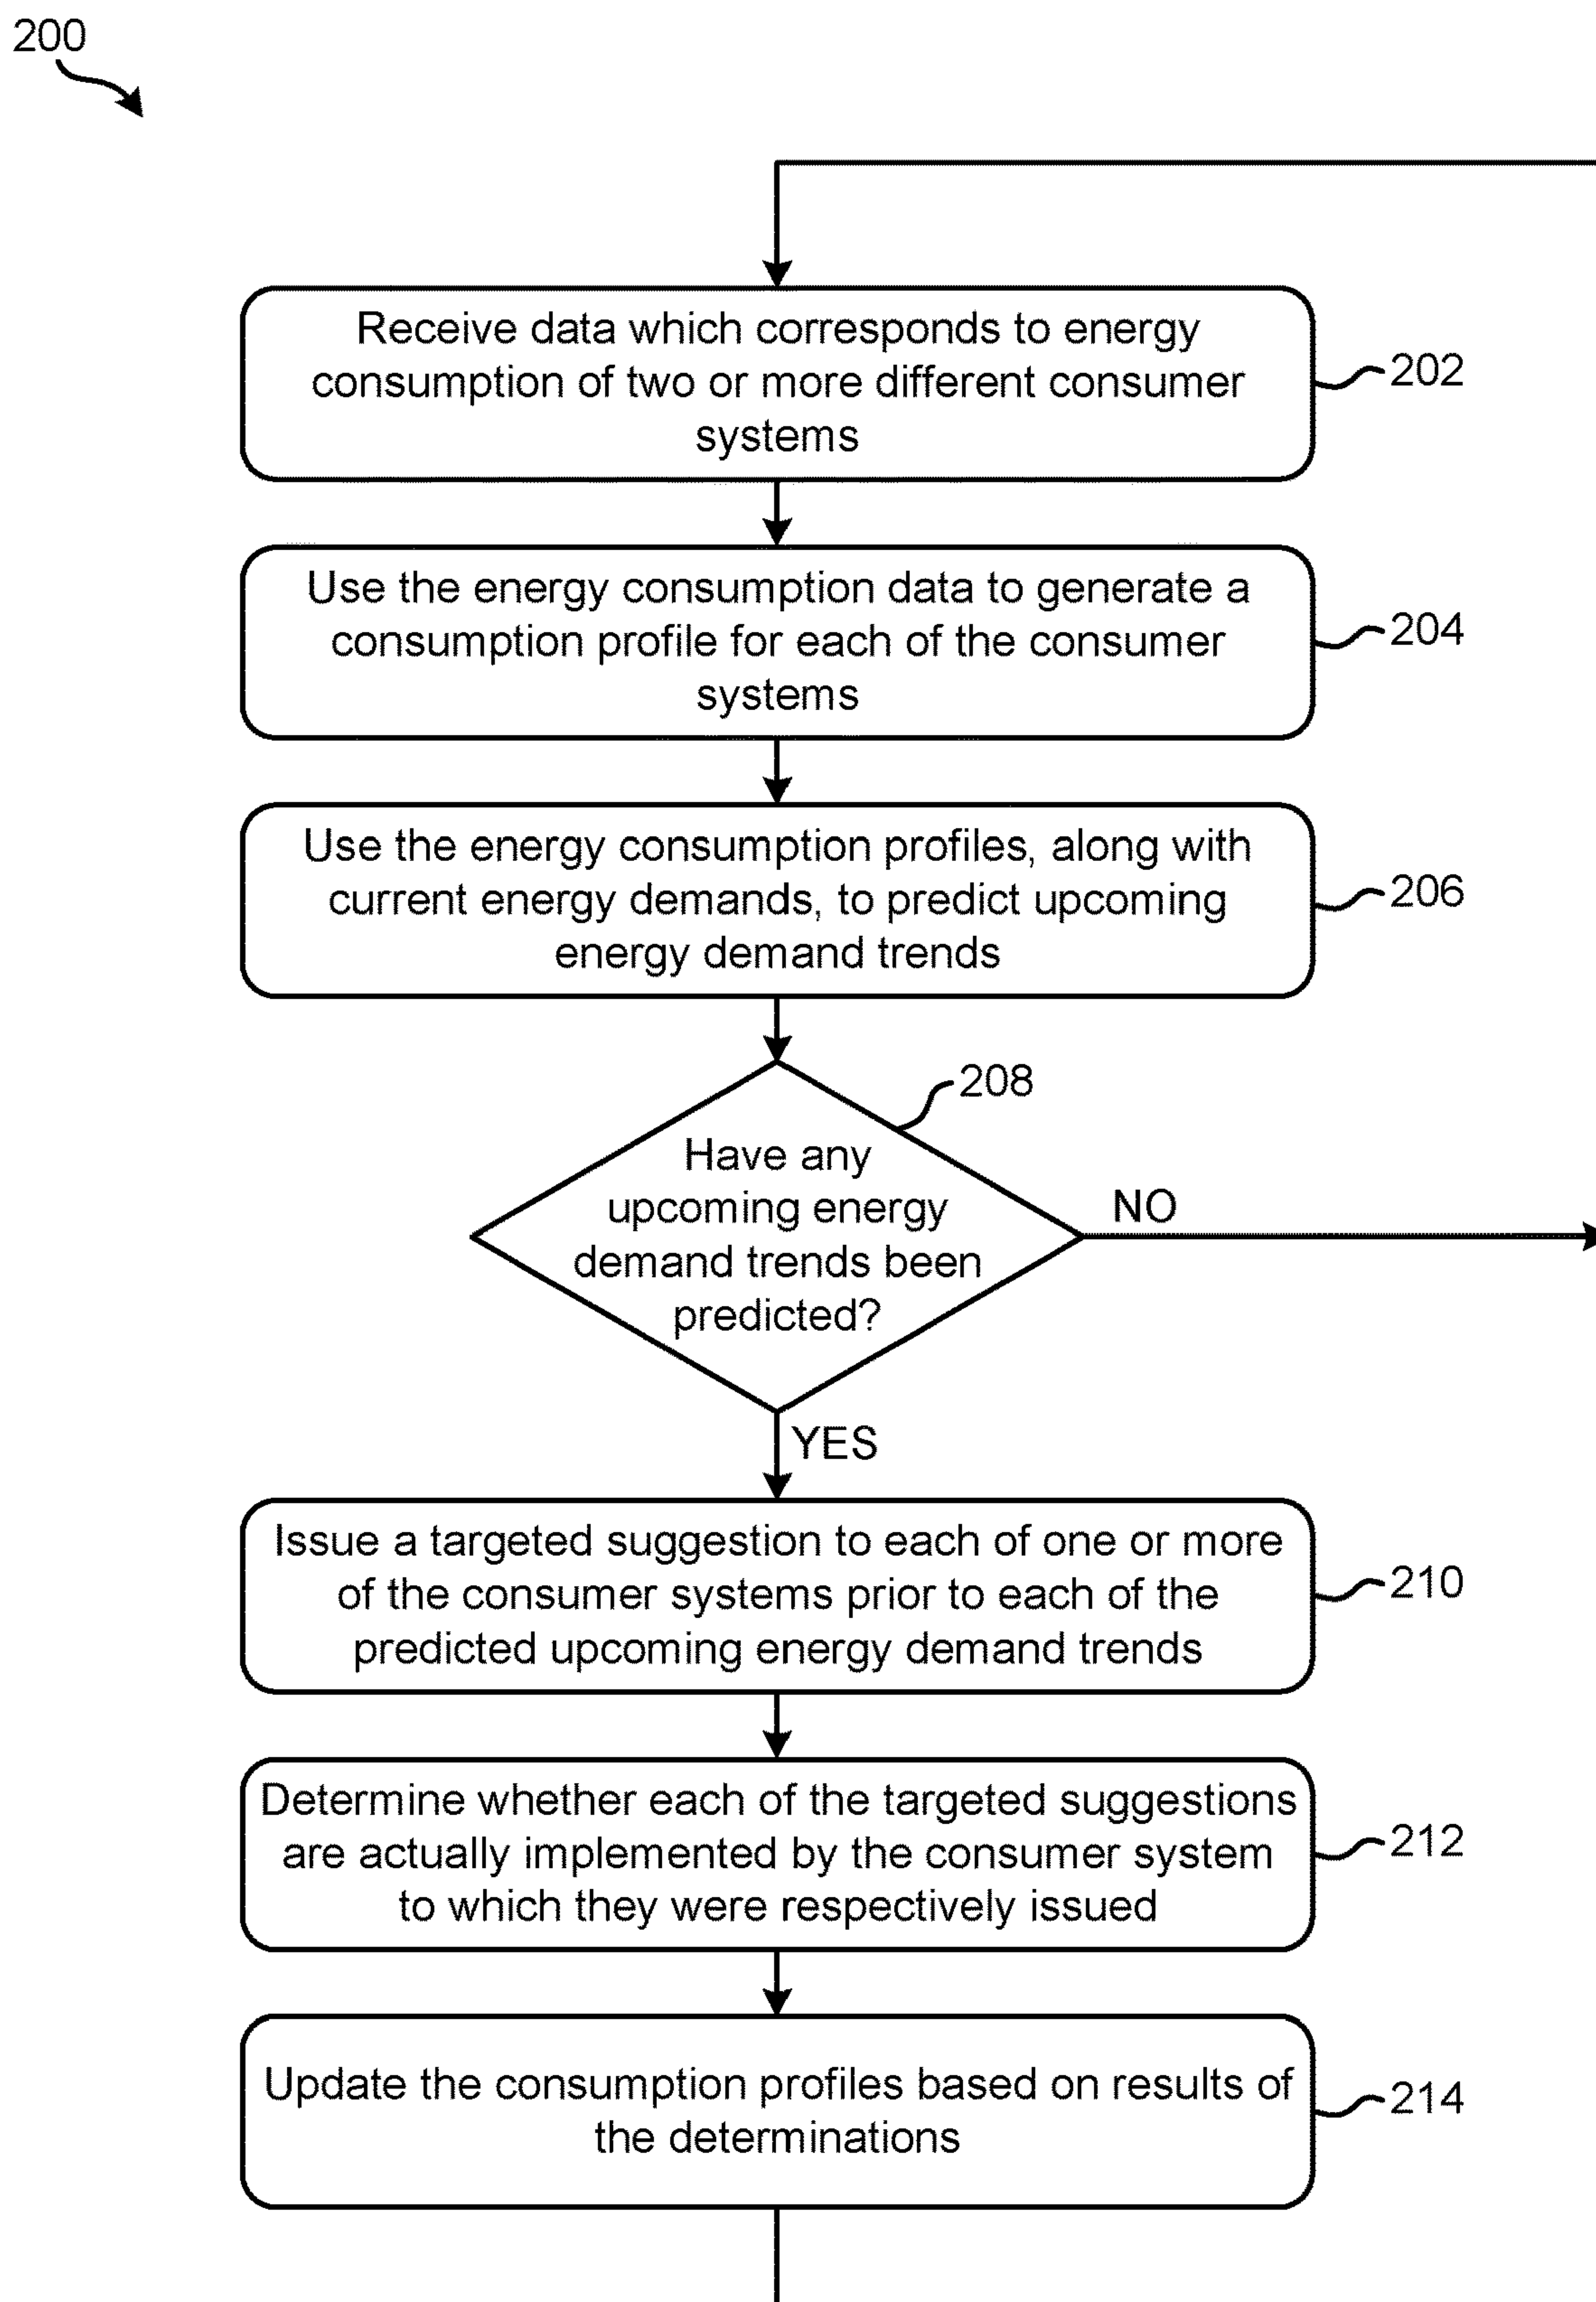 200
Receive data which corresponds to energy
consumption of two or more different consumer
systems
202
Use the energy consumption data to generate a
consumption profile for each of the consumer
systems
204
Use the energy consumption profiles, along with
current energy demands, to predict upcoming
energy demand trends
206
208
Have any
upcoming energy
demand trends been
predicted?
NO
YES
Issue a targeted suggestion to each of one or more
of the consumer systems prior to each of the
predicted upcoming energy demand trends
210
Determine whether each of the targeted suggestions
are actually implemented by the consumer system
to which they were respectively issued
212
Update the consumption profiles based on results of
the determinations
214